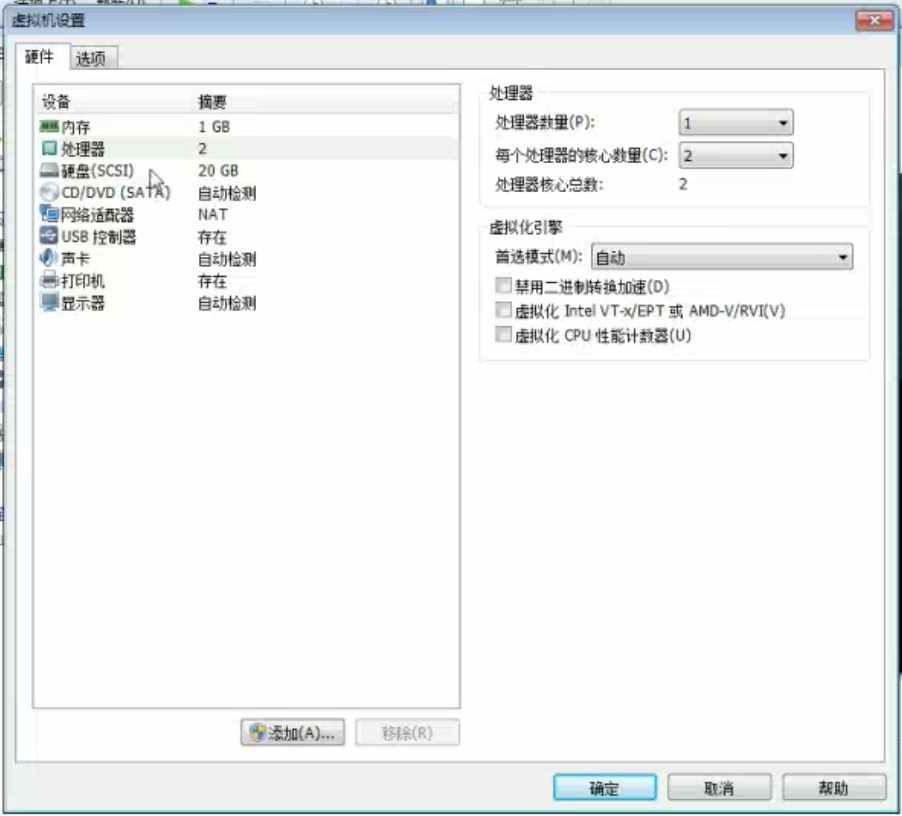 虚拟机设置
硬件 选项
设备 摘要
内存 1 GB
处理器 2
硬盘(SCSI) 20 GB
CD/DVD (SATA) 自动检测
网络适配器 NAT
USB 控制器 存在
声卡 自动检测
打印机 存在
显示器 自动检测
添加(A)... 移除(R)
处理器
处理器数量(P): 1
每个处理器的核心数量(C): 2
处理器核心总数: 2
虚拟化引擎
首选模式(M): 自动
禁用二进制转换加速(D)
虚拟化 Intel VT-x/EPT 或 AMD-V/RVI(V)
虚拟化 CPU 性能计数器(U)
确定 取消 帮助